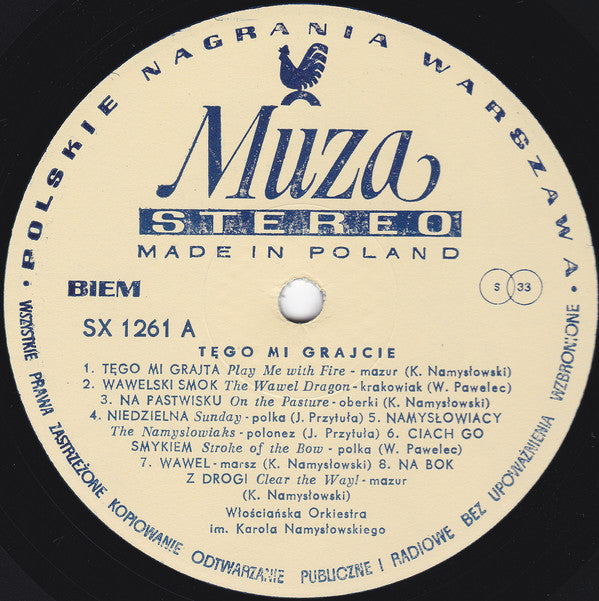 • POLSKIE NAGRANIA WARSZAWA •
Muza
STEREO
MADE IN POLAND
BIEM
S 33
SX 1261 A
TĘGO MI GRAJCIE
1. TĘGO MI GRAJTA Play Me with Fire - mazur (K. Namysłowski)
2. WAWELSKI SMOK The Wawel Dragon - krakowiak (W. Pawelec)
3. NA PASTWISKU On the Pasture - oberki (K. Namysłowski)
4. NIEDZIELNA Sunday - polka (J. Przytuła) 5. NAMYSŁOWIACY
The Namyslowiaks - polonez (J. Przytuła) 6. CIACH GO
SMYKIEM Stroke of the Bow - polka (W. Pawelec)
7. WAWEL - marsz (K. Namysłowski) 8. NA BOK
Z DROGI Clear the Way! - mazur
(K. Namysłowski)
Włościańska Orkiestra
im. Karola Namysłowskiego
WSZYSTKIE PRAWA ZASTRZEŻONE KOPIOWANIE ODTWARZANIE PUBLICZNE I RADIOWE BEZ UPOWAŻNIENIA WZBRONIONE